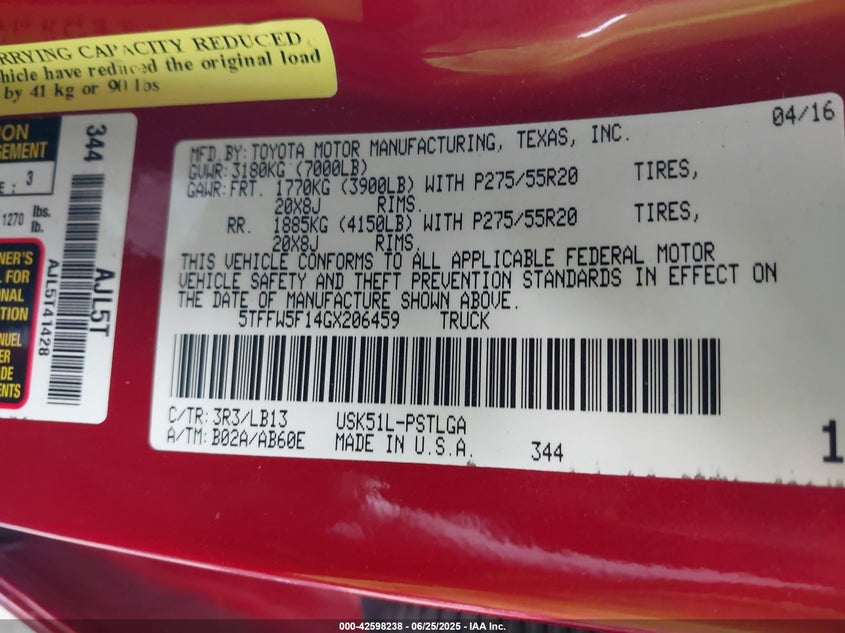 RRYING CAPACITY REDUCED
hicle have reduced the original load
by 41 kg or 90 lbs
ION
GEMENT
E : 3
1270 lbs.
lb.
NER'S
L FOR
ONAL
TION
NUEL
ER
DE
ENTS
344
AJL5T
AJL5T41428
04/16
MFD.BY:TOYOTA MOTOR MANUFACTURING, TEXAS, INC.
GVWR:3180KG (7000LB)
GAWR:FRT. 1770KG (3900LB) WITH P275/55R20 TIRES,
20X8J RIMS.
RR. 1885KG (4150LB) WITH P275/55R20 TIRES,
20X8J RIMS.
THIS VEHICLE CONFORMS TO ALL APPLICABLE FEDERAL MOTOR
VEHICLE SAFETY AND THEFT PREVENTION STANDARDS IN EFFECT ON
THE DATE OF MANUFACTURE SHOWN ABOVE.
5TFFW5F14GX206459 TRUCK
C/TR:3R3/LB13 USK51L-PSTLGA
A/TM:B02A/AB60E MADE IN U.S.A. 344
1
000-42598238 - 06/25/2025 - IAA Inc.